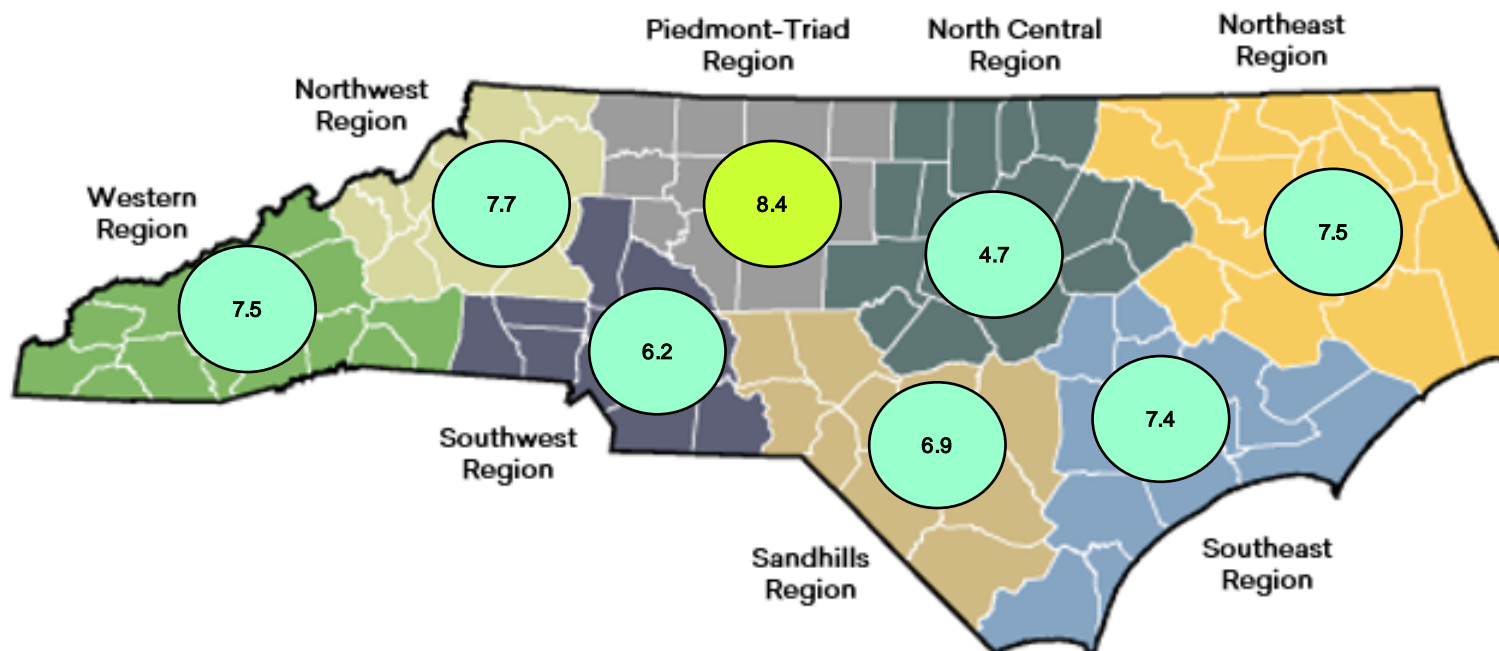 Piedmont-Triad
Region
North Central
Region
Northeast
Region
Northwest
Region
Western
Region
7.7
8.4
4.7
7.5
7.5
6.2
6.9
7.4
Southwest
Region
Sandhills
Region
Southeast
Region